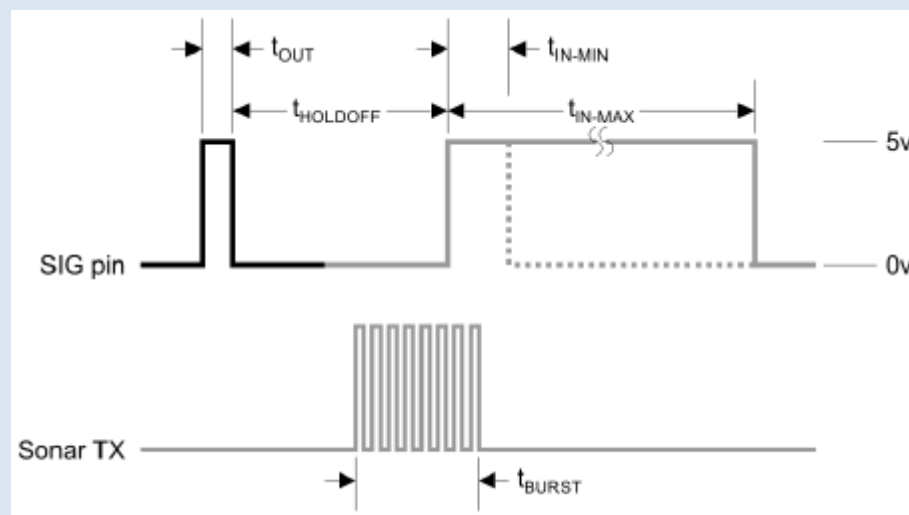 tOUT
tIN-MIN
tHOLDOFF
tIN-MAX
5v
SIG pin
0v
Sonar TX
tBURST